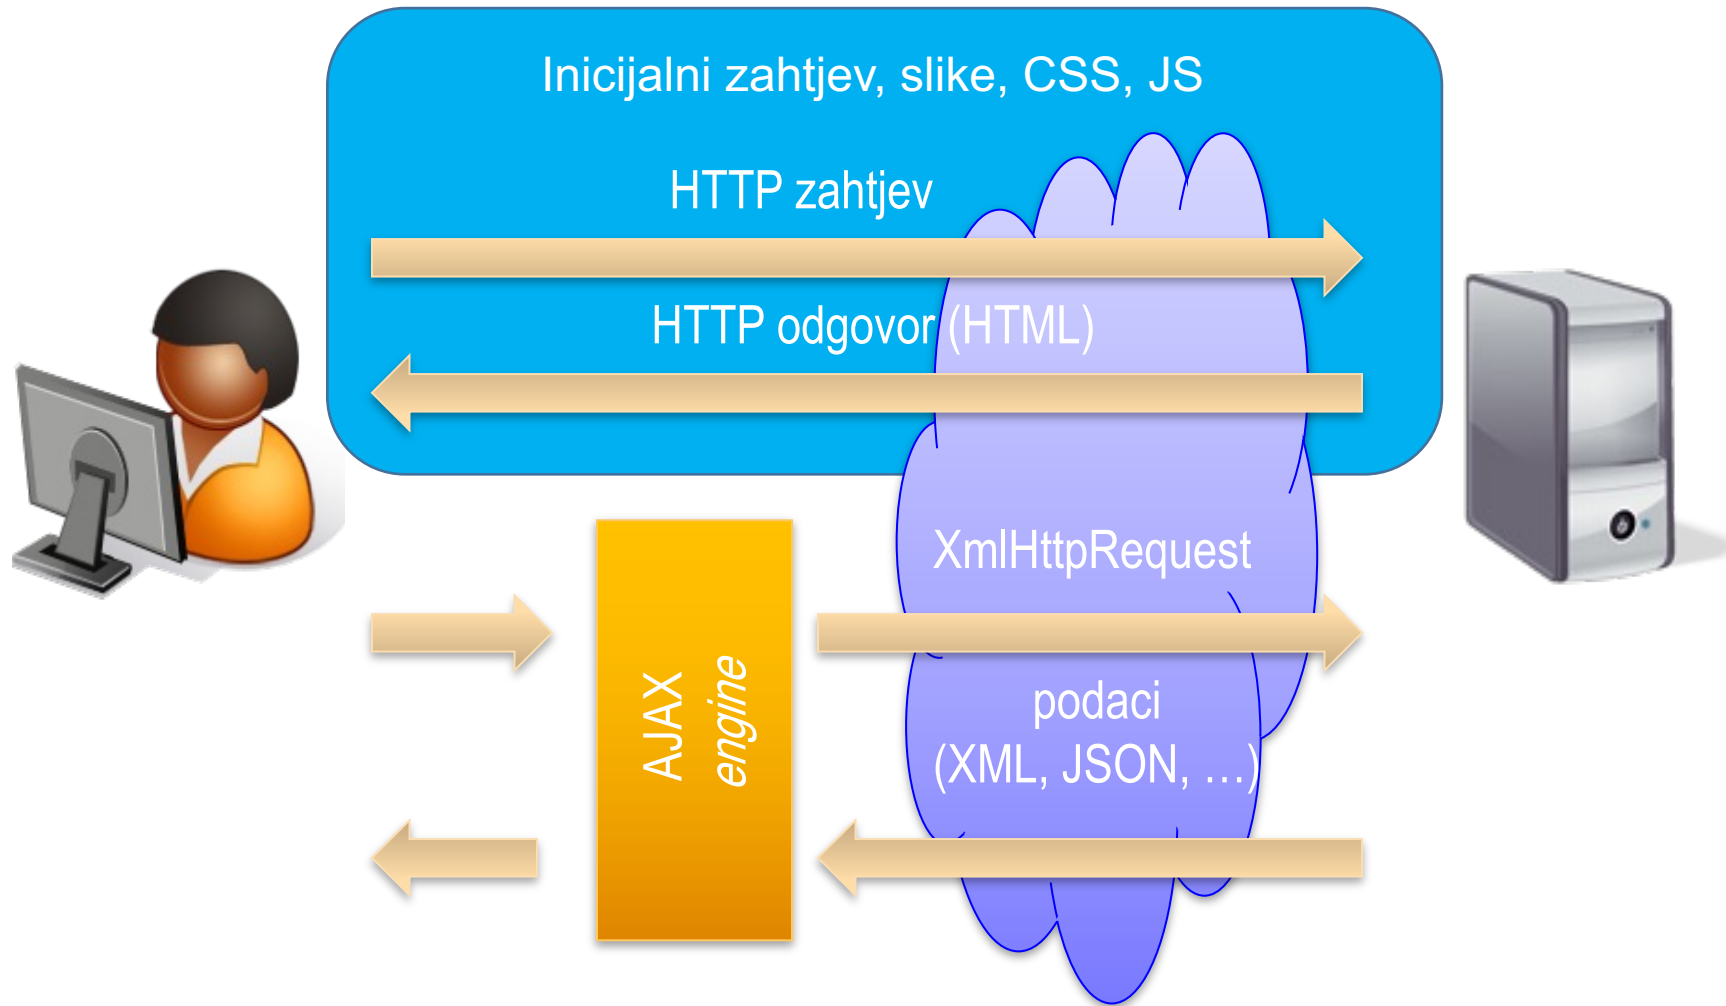 Inicijalni zahtjev, slike, CSS, JS
HTTP zahtjev
HTTP odgovor (HTML)
XmlHttpRequest
AJAX
engine
podaci
(XML, JSON, …)